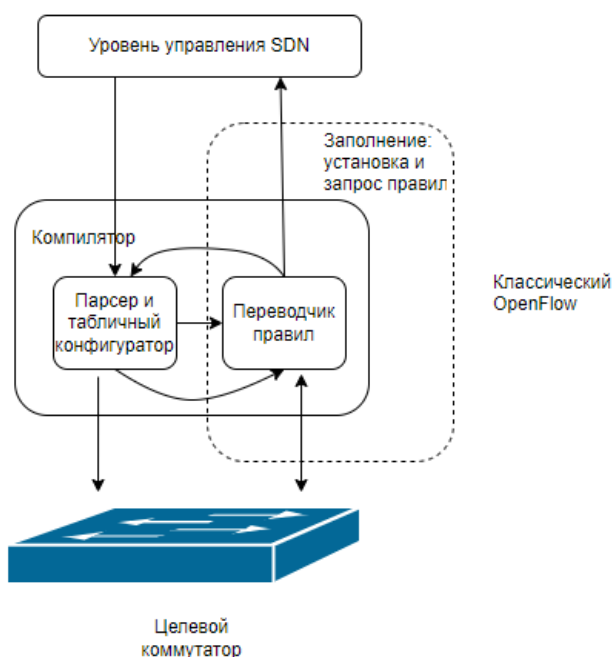 Уровень управления SDN
Заполнение:
установка и
запрос правил
Компилятор
Парсер и
табличный
конфигуратор
Переводчик
правил
Классический
OpenFlow
Целевой
коммутатор